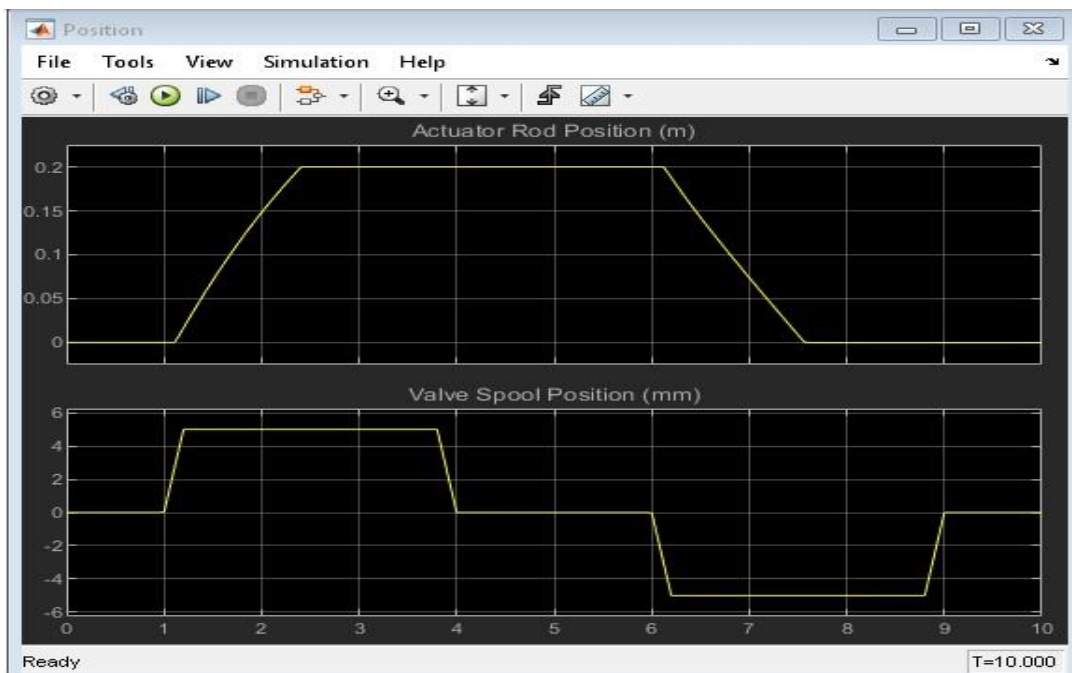 Position
File Tools View Simulation Help
Actuator Rod Position (m)
0.2
0.15
0.1
0.05
0
Valve Spool Position (mm)
6
4
2
0
-2
-4
-6
0 1 2 3 4 5 6 7 8 9 10
Ready T=10.000